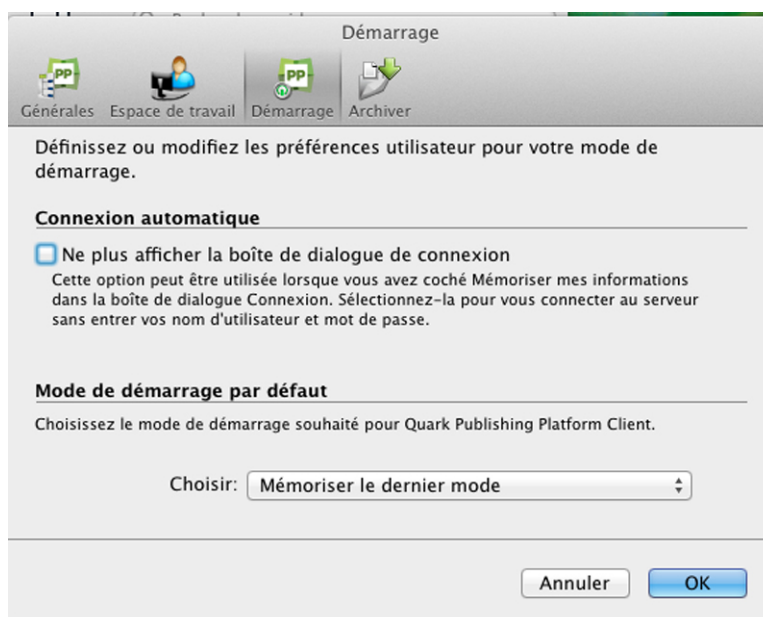 Démarrage
PP
PP
Générales Espace de travail Démarrage Archiver
Définissez ou modifiez les préférences utilisateur pour votre mode de
démarrage.
Connexion automatique
Ne plus afficher la boîte de dialogue de connexion
Cette option peut être utilisée lorsque vous avez coché Mémoriser mes informations
dans la boîte de dialogue Connexion. Sélectionnez-la pour vous connecter au serveur
sans entrer vos nom d'utilisateur et mot de passe.
Mode de démarrage par défaut
Choisissez le mode de démarrage souhaité pour Quark Publishing Platform Client.
Choisir: Mémoriser le dernier mode
Annuler OK